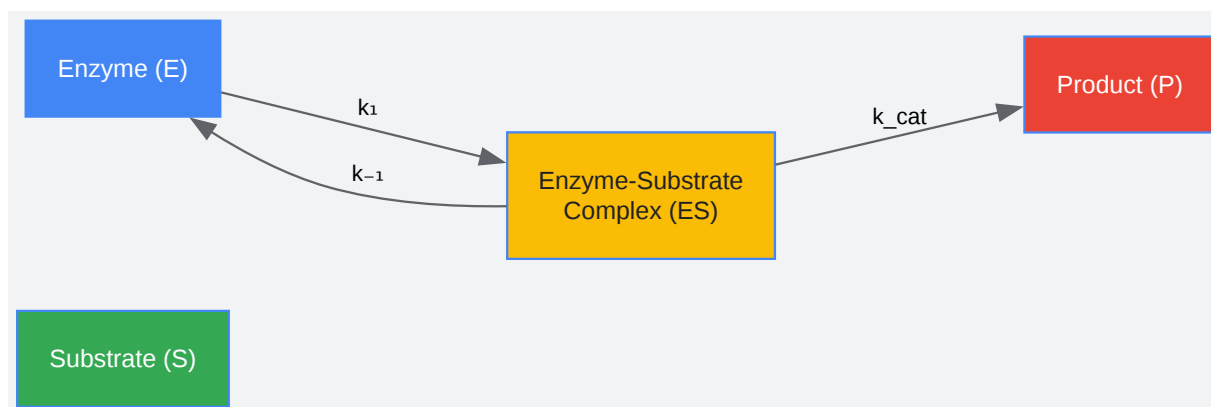 Enzyme (E)
k₁
k₋₁
Enzyme-Substrate
Complex (ES)
k_cat
Product (P)
Substrate (S)